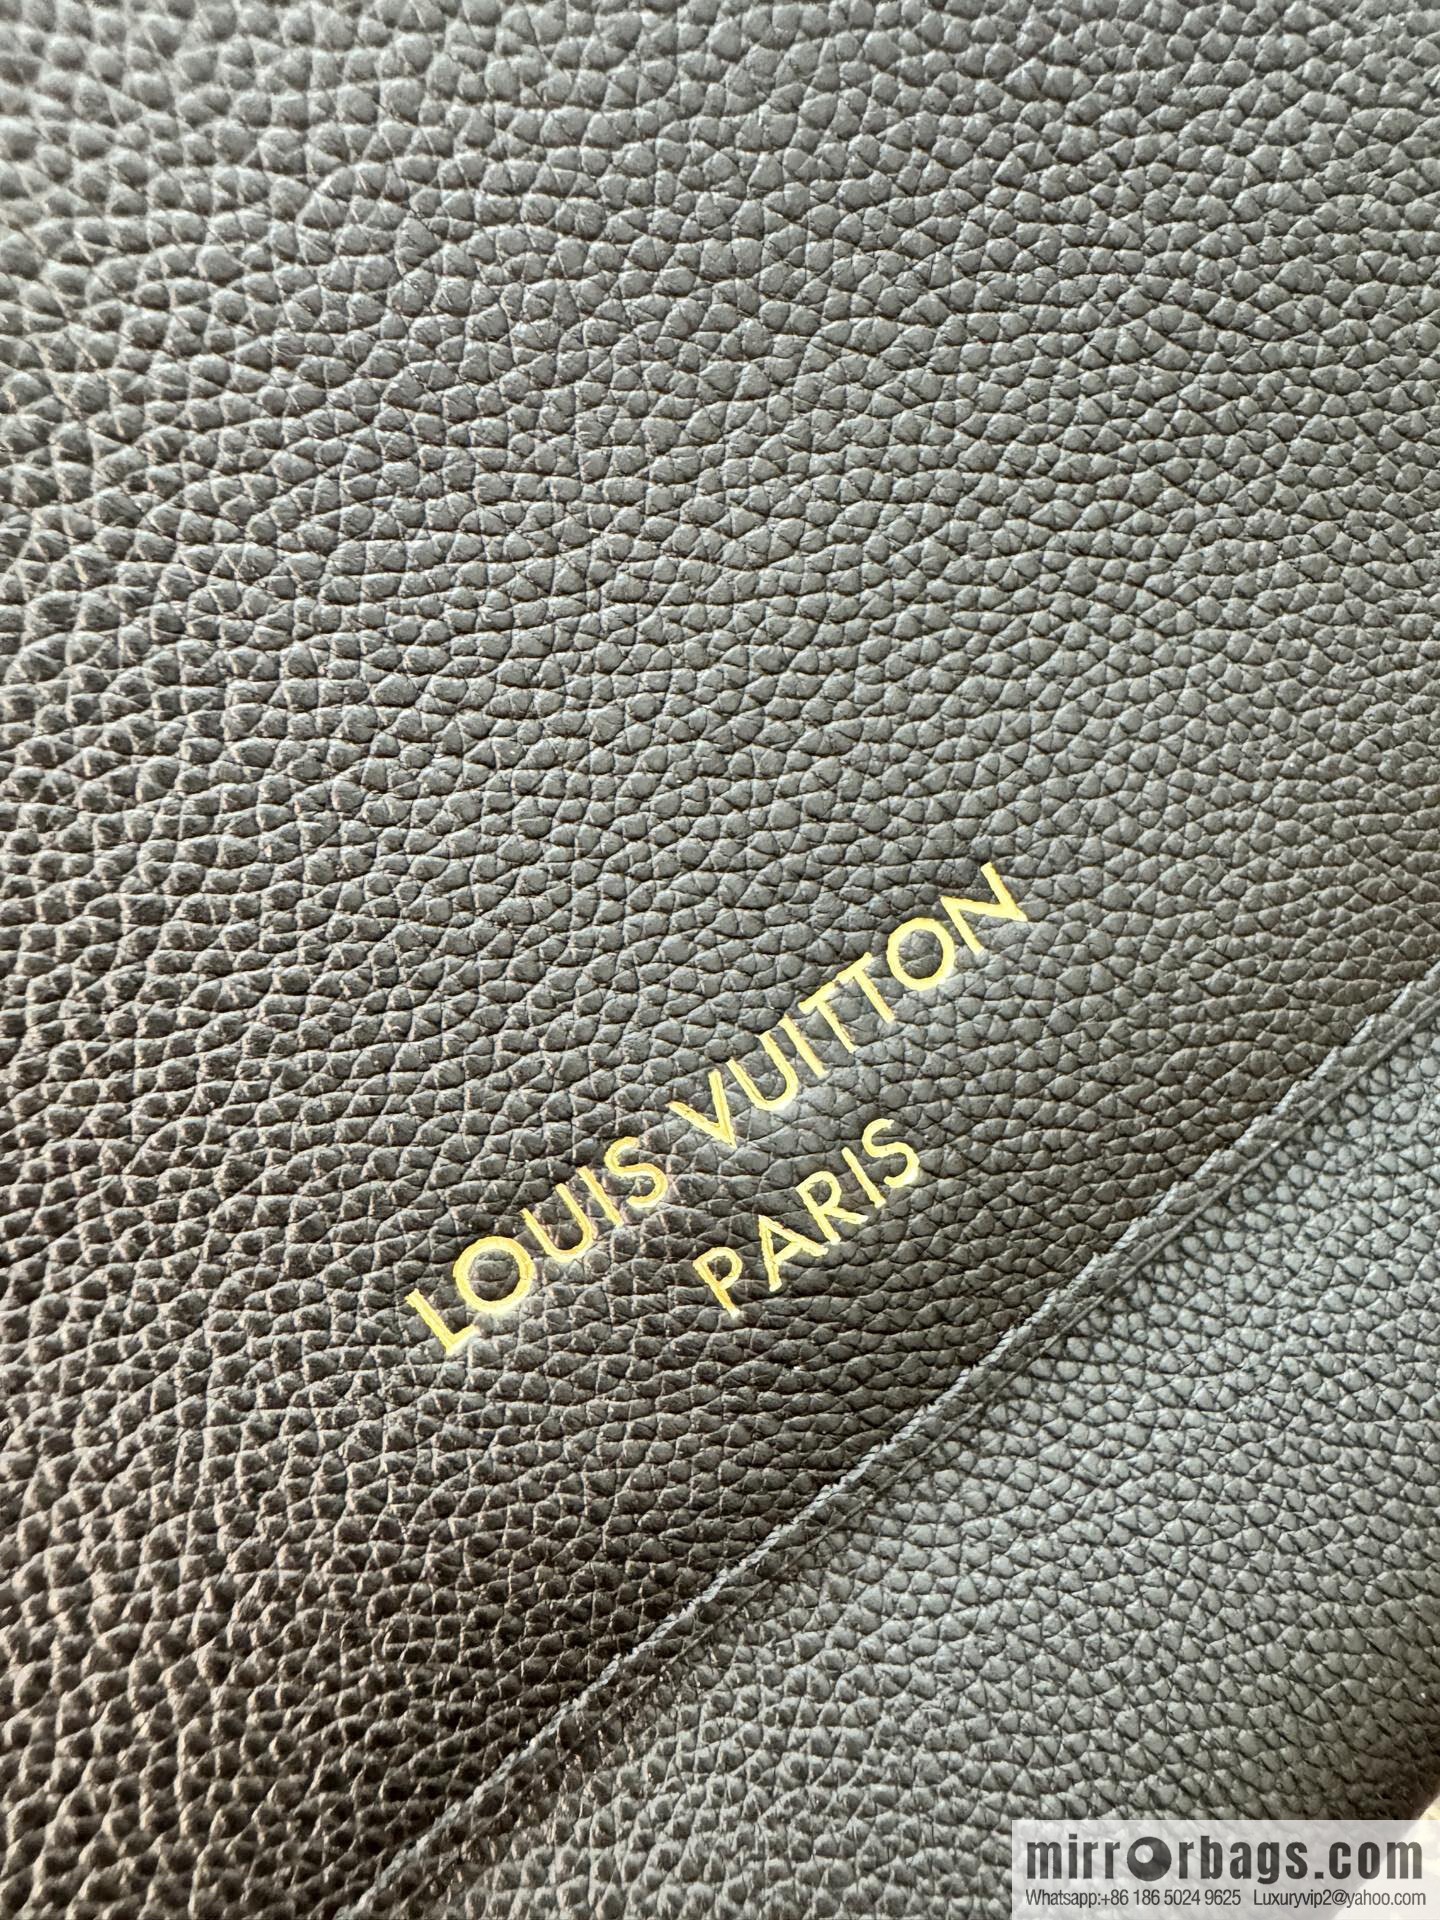 LOUIS VUITTON
PARIS
mirrorbags.com
Whatsapp:+86 186 5024 9625 Luxuryvip2@yahoo.com